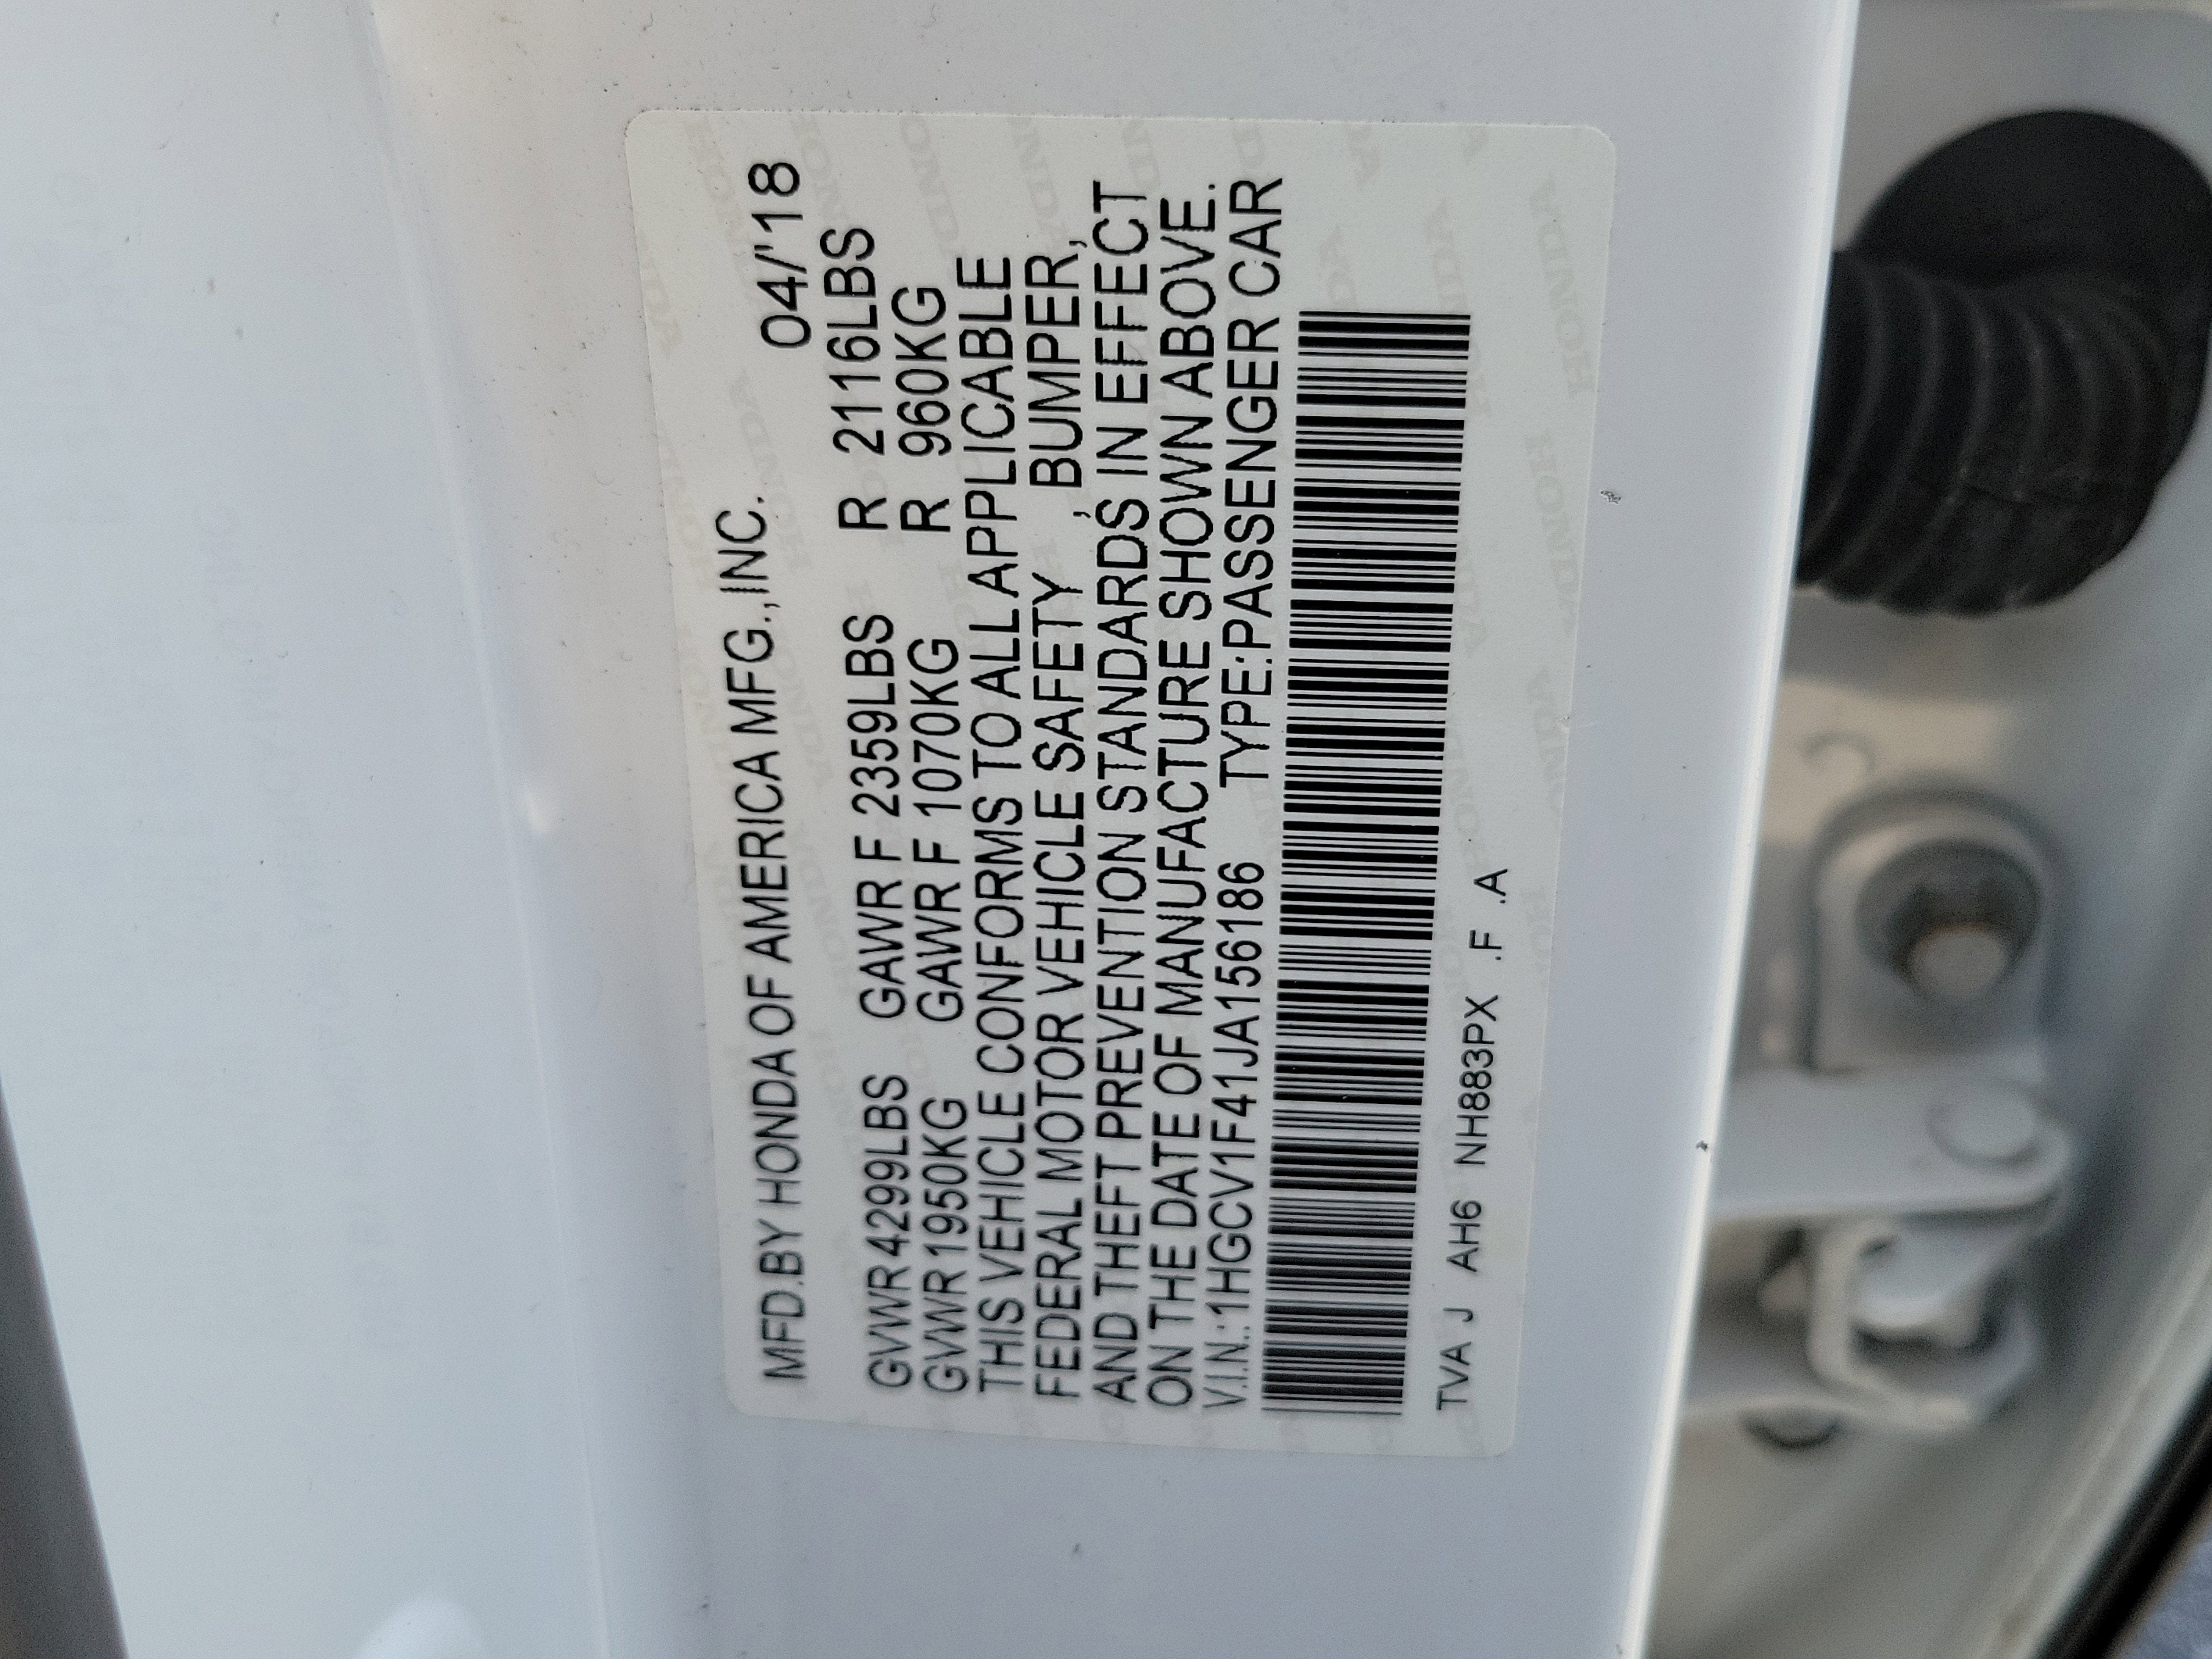 MFD.BY HONDA OF AMERICA MFG.,INC. 04/'18
GVWR 4299LBS GAWR F 2359LBS R 2116LBS
GVWR 1950KG GAWR F 1070KG R 960KG
THIS VEHICLE CONFORMS TO ALL APPLICABLE
FEDERAL MOTOR VEHICLE SAFETY , BUMPER,
AND THEFT PREVENTION STANDARDS IN EFFECT
ON THE DATE OF MANUFACTURE SHOWN ABOVE.
V.I.N.:1HGCV1F41JA156186 TYPE:PASSENGER CAR
TVA J AH6 NH883PX .F .A